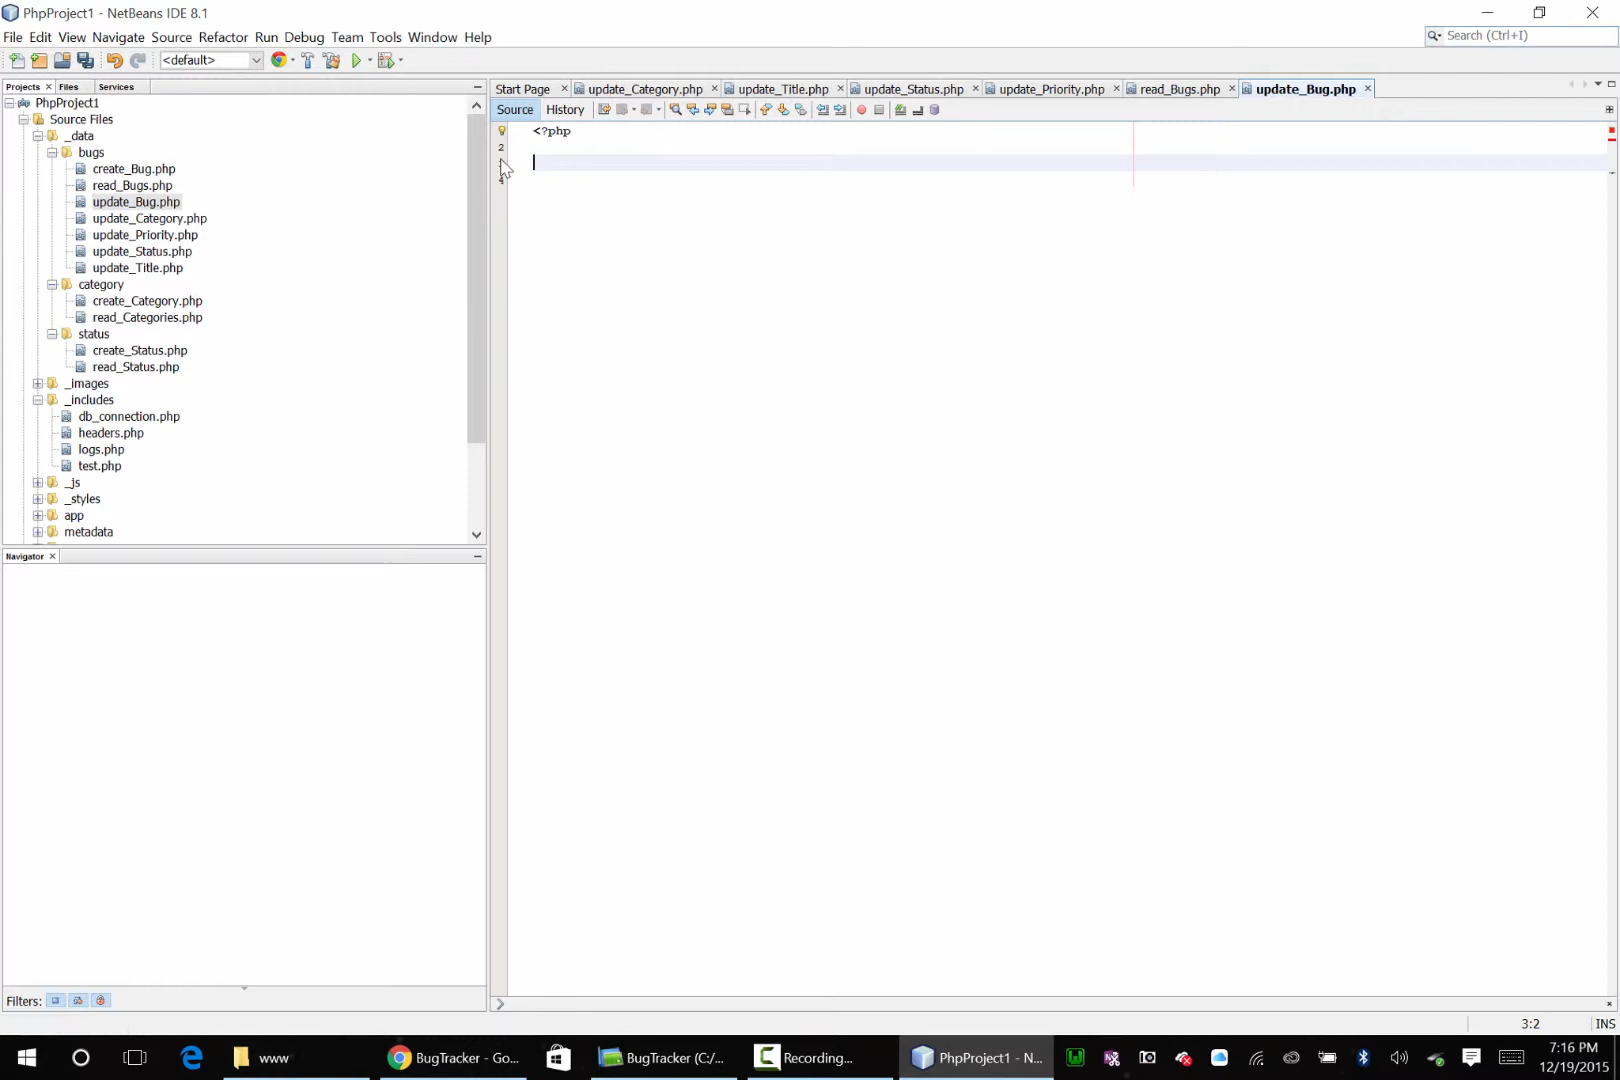 PhpProject1 - NetBeans IDE 8.1
File Edit View Navigate Source Refactor Run Debug Team Tools Window Help
Search (Ctrl+I)
<default>
Projects Files Services
Start Page update_Category.php update_Title.php update_Status.php update_Priority.php read_Bugs.php update_Bug.php
Source History
PhpProject1
Source Files
_data
bugs
create_Bug.php
read_Bugs.php
update_Bug.php
update_Category.php
update_Priority.php
update_Status.php
update_Title.php
category
create_Category.php
read_Categories.php
status
create_Status.php
read_Status.php
_images
_includes
db_connection.php
headers.php
logs.php
test.php
_js
_styles
app
metadata
<?php
2
4
Navigator
Filters:
3:2 INS
www
BugTracker - Go...
BugTracker (C:/...
Recording...
PhpProject1 - N...
7:16 PM
12/19/2015